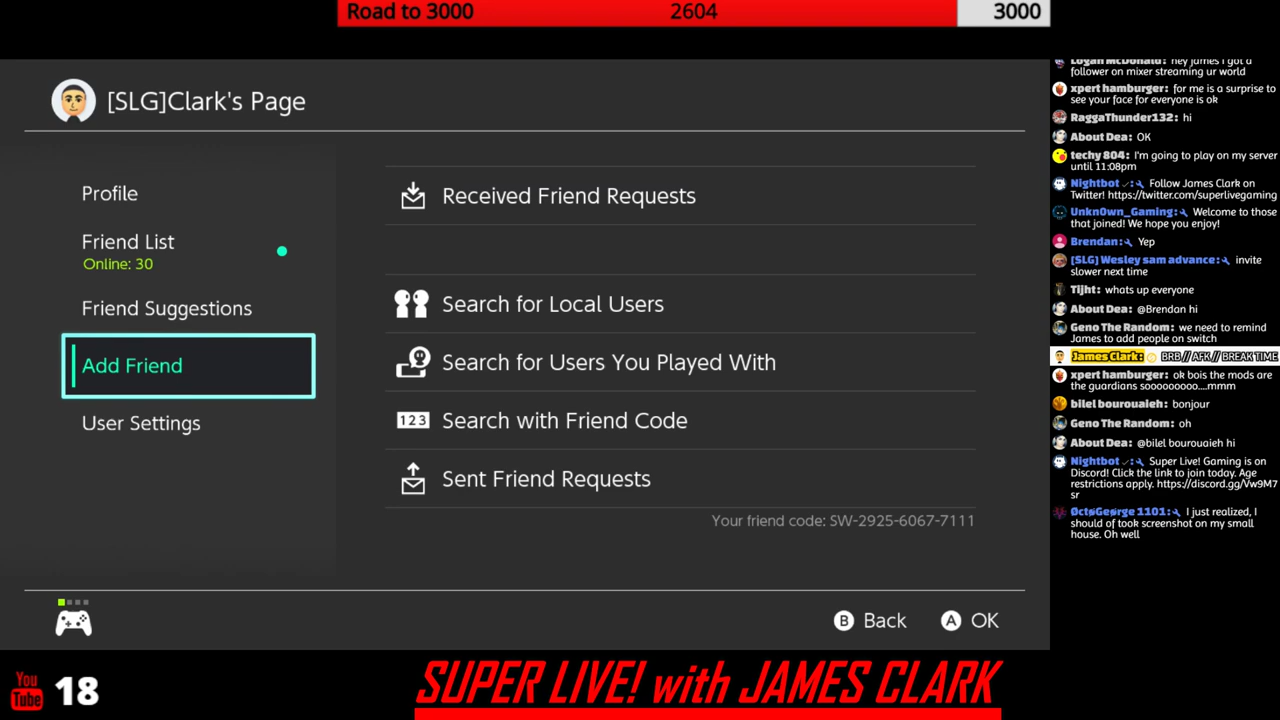 Road to 3000 2604 3000
[SLG]Clark's Page
Profile
Friend List
Online: 30
Friend Suggestions
Add Friend
User Settings
Received Friend Requests
Search for Local Users
Search for Users You Played With
123 Search with Friend Code
Sent Friend Requests
Your friend code: SW-2925-6067-7111
B Back A OK
Logan McDonald: hey james i got a
follower on mixer streaming ur world
xpert hamburger: for me is a surprise to
see your face for everyone is ok
RaggaThunder132: hi
About Dea: OK
techy 804: I'm going to play on my server
until 11:08pm
Nightbot: Follow James Clark on
Twitter! https://twitter.com/superlivegaming
Unkn0wn_Gaming: Welcome to those
that joined! We hope you enjoy!
Brendan: Yep
[SLG] Wesley sam advance: invite
slower next time
Tijht: whats up everyone
About Dea: @Brendan hi
Geno The Random: we need to remind
James to add people on switch
James Clark: BRB // AFK // BREAK TIME
xpert hamburger: ok bois the mods are
the guardians sooooooooo....mmm
bilel bourouaieh: bonjour
Geno The Random: oh
About Dea: @bilel bourouaieh hi
Nightbot: Super Live! Gaming is on
Discord! Click the link to join today. Age
restrictions apply. https://discord.gg/Vw9M7
sr
ØctøGeørge 1101: I just realized, I
should of took screenshot on my small
house. Oh well
You
Tube 18
SUPER LIVE! with JAMES CLARK